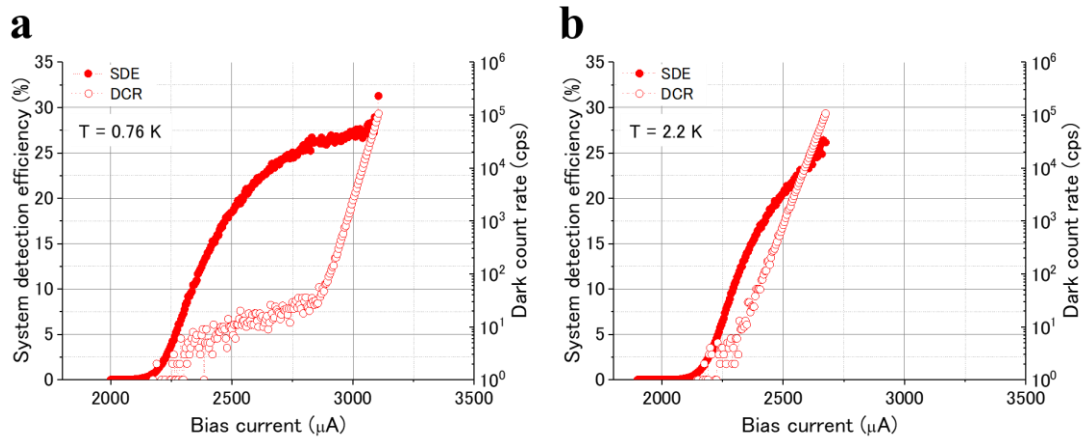 a
System detection efficiency (%)
35
30
25
20
15
10
5
0
SDE
DCR
T = 0.76 K
10^6
10^5
10^4
10^3
10^2
10^1
10^0
Dark count rate (cps)
2000 2500 3000 3500
Bias current (μA)
b
System detection efficiency (%)
35
30
25
20
15
10
5
0
SDE
DCR
T = 2.2 K
10^6
10^5
10^4
10^3
10^2
10^1
10^0
Dark count rate (cps)
2000 2500 3000 3500
Bias current (μA)